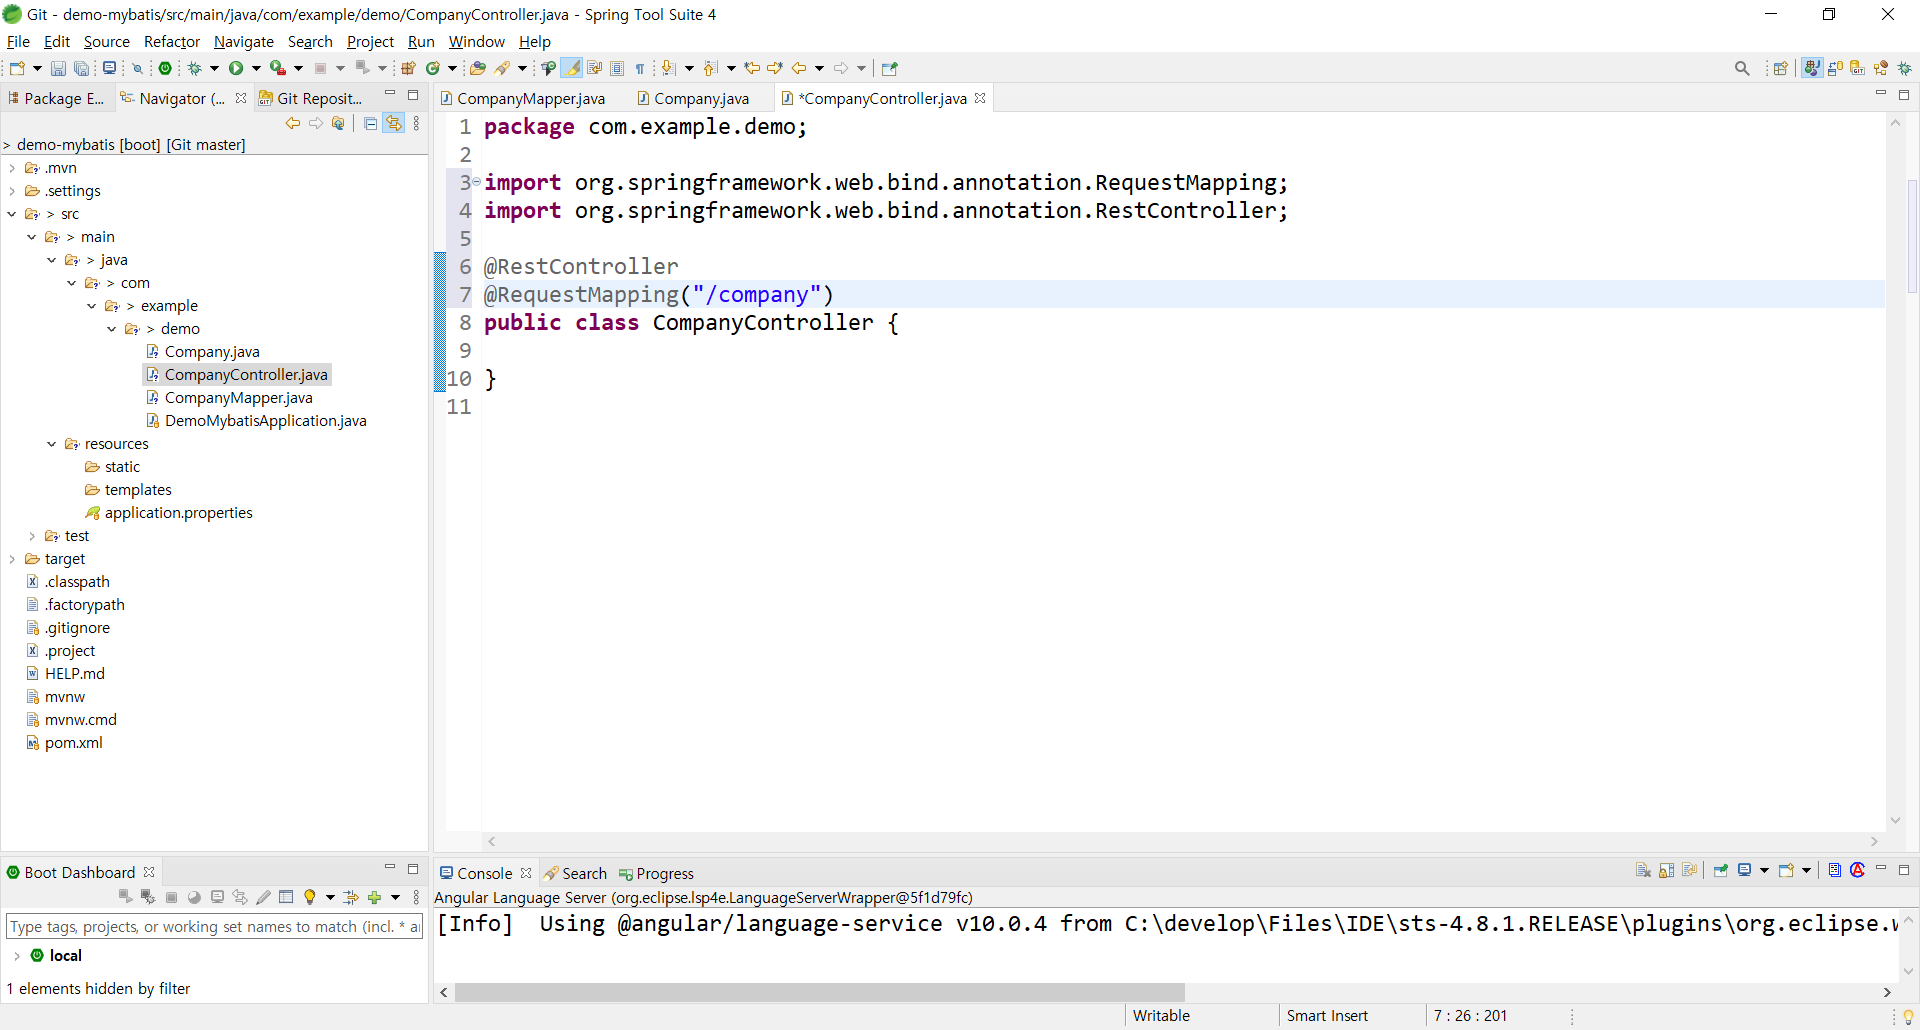 Git - demo-mybatis/src/main/java/com/example/demo/CompanyController.java - Spring Tool Suite 4
File Edit Source Refactor Navigate Search Project Run Window Help
Package E... Navigator (... Git Reposit...
CompanyMapper.java Company.java *CompanyController.java
> demo-mybatis [boot] [Git master]
.mvn
.settings
> src
> main
> java
> com
> example
> demo
Company.java
CompanyController.java
CompanyMapper.java
DemoMybatisApplication.java
resources
static
templates
application.properties
test
target
.classpath
.factorypath
.gitignore
.project
HELP.md
mvnw
mvnw.cmd
pom.xml
1 package com.example.demo;
2
3 import org.springframework.web.bind.annotation.RequestMapping;
4 import org.springframework.web.bind.annotation.RestController;
5
6 @RestController
7 @RequestMapping("/company")
8 public class CompanyController {
9
10 }
11
Boot Dashboard
Type tags, projects, or working set names to match (incl. * a
local
1 elements hidden by filter
Console Search Progress
Angular Language Server (org.eclipse.lsp4e.LanguageServerWrapper@5f1d79fc)
[Info]  Using @angular/language-service v10.0.4 from C:\develop\Files\IDE\sts-4.8.1.RELEASE\plugins\org.eclipse.w
Writable Smart Insert 7 : 26 : 201